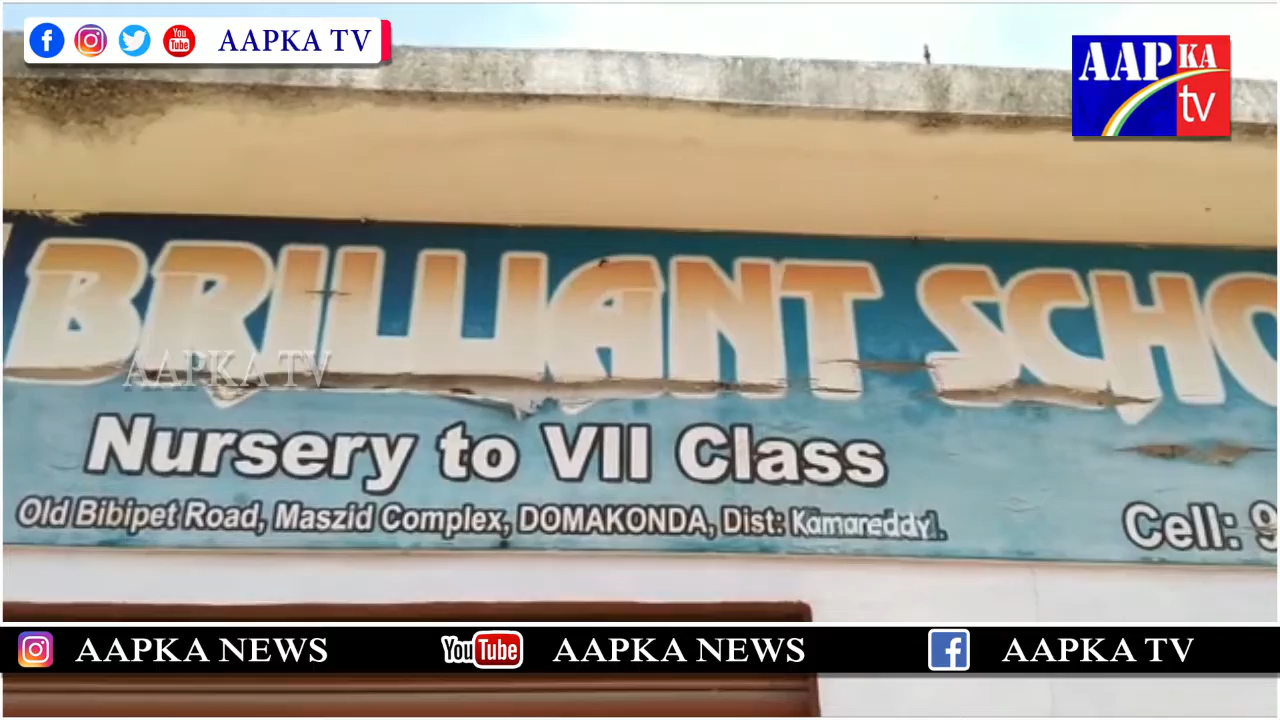 AAPKA TV
AAPKA tv
BRILLIANT SCHO
AAPKA TV
Nursery to VII Class
Old Bibipet Road, Maszid Complex, DOMAKONDA, Dist: Kamareddy.
Cell: 9
AAPKA NEWS
YouTube AAPKA NEWS
AAPKA TV